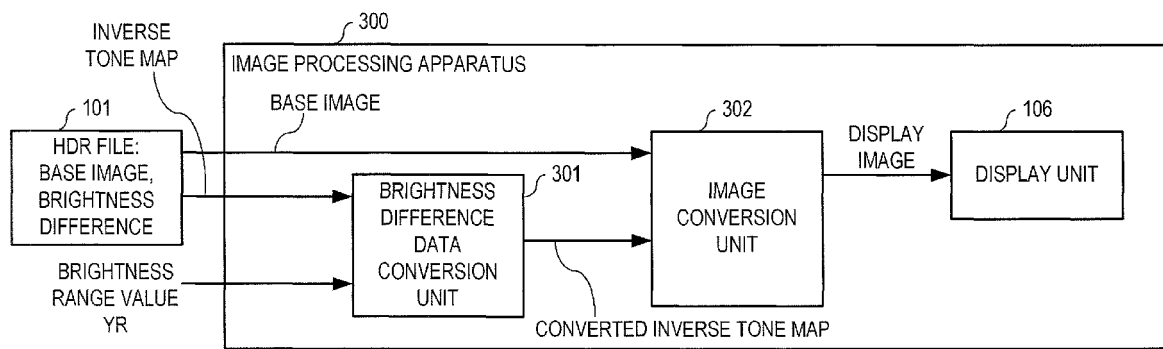 300
INVERSE
TONE MAP
IMAGE PROCESSING APPARATUS
BASE IMAGE
101
302
106
HDR FILE:
BASE IMAGE,
BRIGHTNESS
DIFFERENCE
DISPLAY
IMAGE
DISPLAY UNIT
301
BRIGHTNESS
DIFFERENCE
DATA
CONVERSION
UNIT
IMAGE
CONVERSION
UNIT
BRIGHTNESS
RANGE VALUE
YR
CONVERTED INVERSE TONE MAP